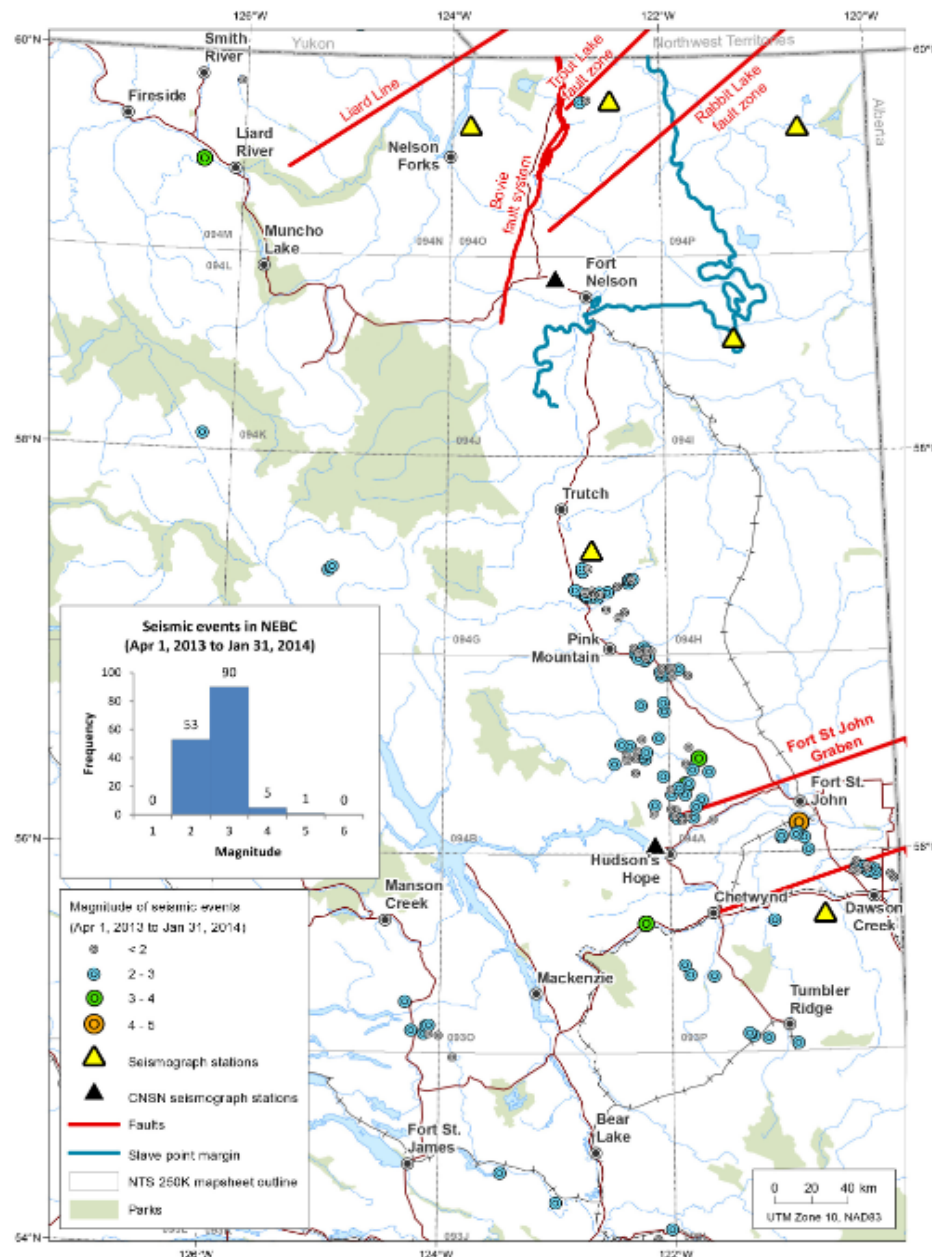 126°W
124°W
122°W
120°W
60°N
60°N
Smith
River
Yukon
Northwest Territories
Alberta
Fireside
Liard Line
Trout Lake
fault zone
Rabbit Lake
fault zone
Liard
River
Nelson
Forks
Bovie
fault system
094M
094N
094O
094P
Muncho
Lake
094L
Fort
Nelson
58°N
094K
094J
094I
58°N
Trutch
094G
094H
Pink
Mountain
Seismic events in NEBC
(Apr 1, 2013 to Jan 31, 2014)
Frequency
100
80
60
40
20
0
0
53
90
5
1
0
1
2
3
4
5
6
Magnitude
Fort St John
Graben
Fort St.
John
56°N
094B
094A
Hudson's
Hope
Manson
Creek
Chetwynd
Dawson
Creek
Mackenzie
Tumbler
Ridge
093O
093P
Magnitude of seismic events
(Apr 1, 2013 to Jan 31, 2014)
< 2
2 - 3
3 - 4
4 - 5
Seismograph stations
CNSN seismograph stations
Faults
Slave point margin
NTS 250K mapsheet outline
Parks
Fort St.
James
Bear
Lake
0 20 40 km
UTM Zone 10, NAD83
54°N
093J
126°W
124°W
122°W